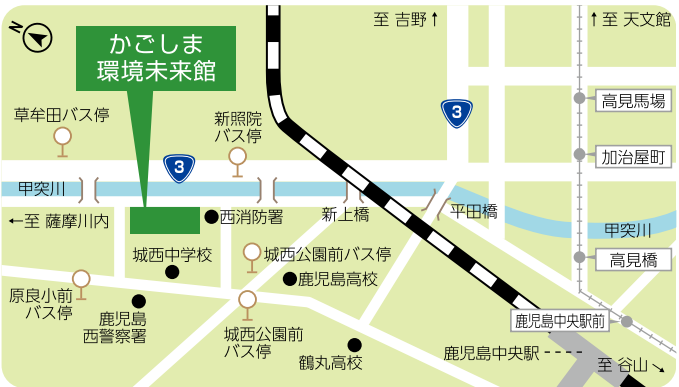 至 吉野↑
↑至 天文館
N
かごしま
環境未来館
高見馬場
草牟田バス停
新照院
バス停
3
加治屋町
3
甲突川
←至 薩摩川内
西消防署
新上橋
平田橋
甲突川
城西中学校
城西公園前バス停
高見橋
鹿児島高校
原良小前
バス停
鹿児島
西警察署
城西公園前
バス停
鹿児島中央駅前
鶴丸高校
鹿児島中央駅
至 谷山